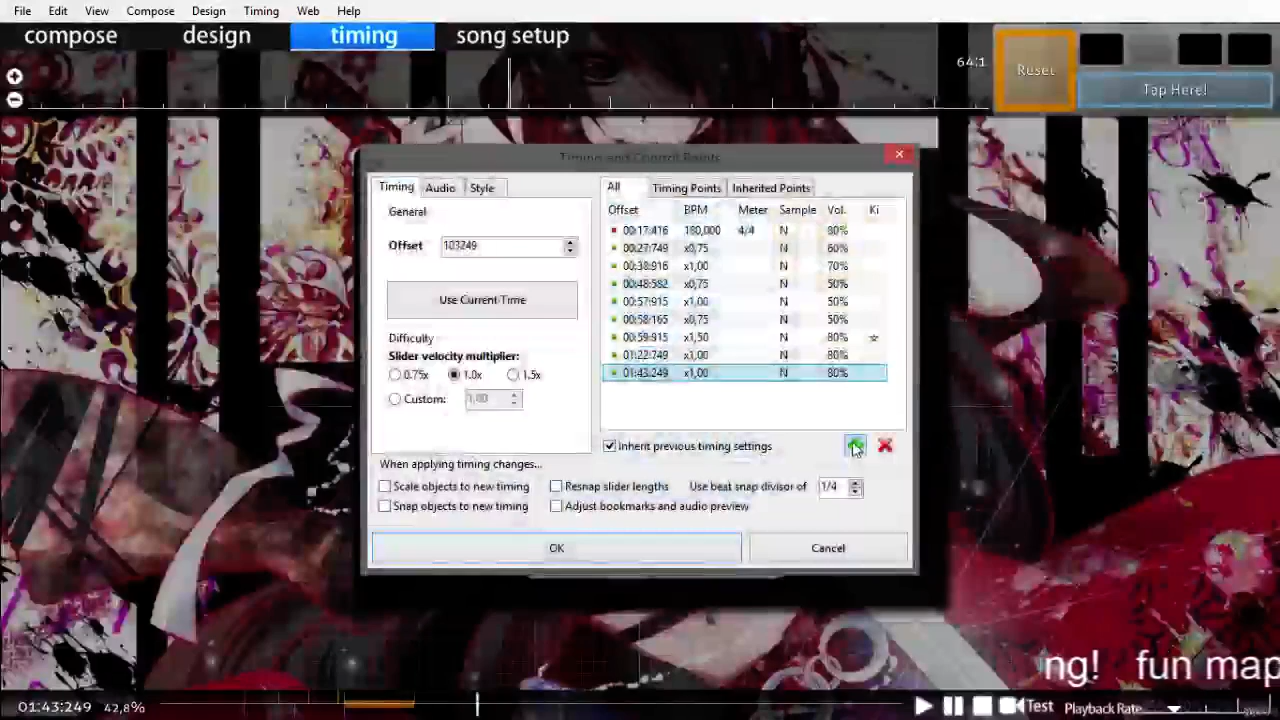 File Edit View Compose Design Timing Web Help
compose design timing song setup
64:1
Reset
Tap Here!
Timing and Control Points
Timing Audio Style
General
Offset 103249
Use Current Time
Difficulty
Slider velocity multiplier:
0.75x 1.0x 1.5x
Custom: 1.00
All Timing Points Inherited Points
Offset BPM Meter Sample Vol. Ki
00:17:416 180,000 4/4 N 80%
00:27:749 x0,75 N 60%
00:38:916 x1,00 N 70%
00:48:582 x0,75 N 50%
00:57:915 x1,00 N 50%
00:58:165 x0,75 N 50%
00:59:915 x1,50 N 80% ☆
01:22:749 x1,00 N 80%
01:43:249 x1,00 N 80%
Inherit previous timing settings
When applying timing changes...
Scale objects to new timing Resnap slider lengths Use beat snap divisor of 1/4
Snap objects to new timing Adjust bookmarks and audio preview
OK Cancel
ng! fun map
01:43:249 42,8% Test Playback Rate